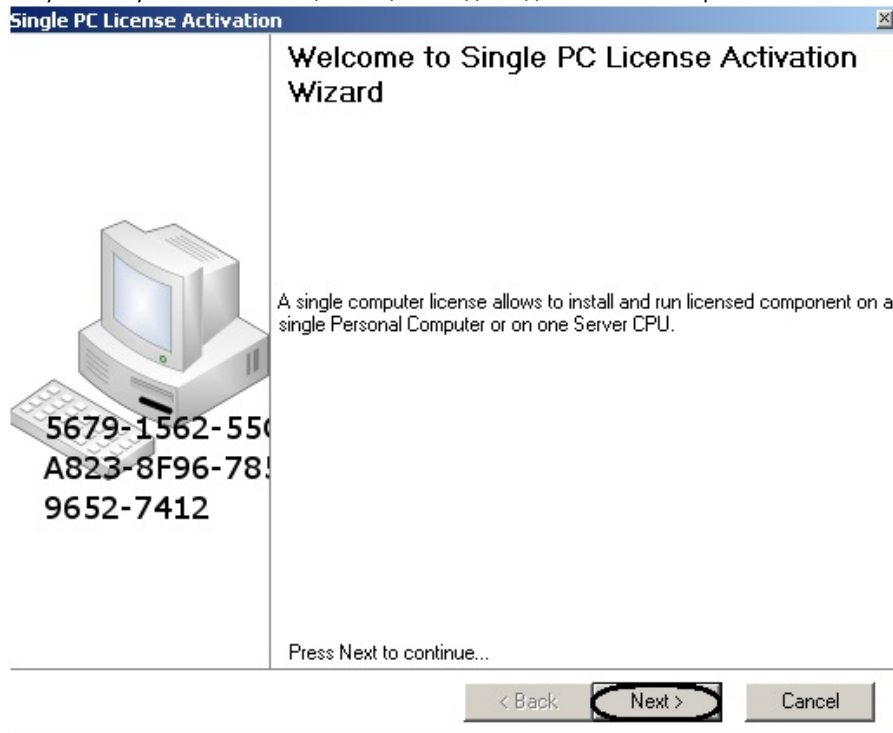 Single PC License Activation
Welcome to Single PC License Activation
Wizard
A single computer license allows to install and run licensed component on a
single Personal Computer or on one Server CPU.
5679-1562-55
A823-8F96-78
9652-7412
Press Next to continue...
< Back
Next >
Cancel